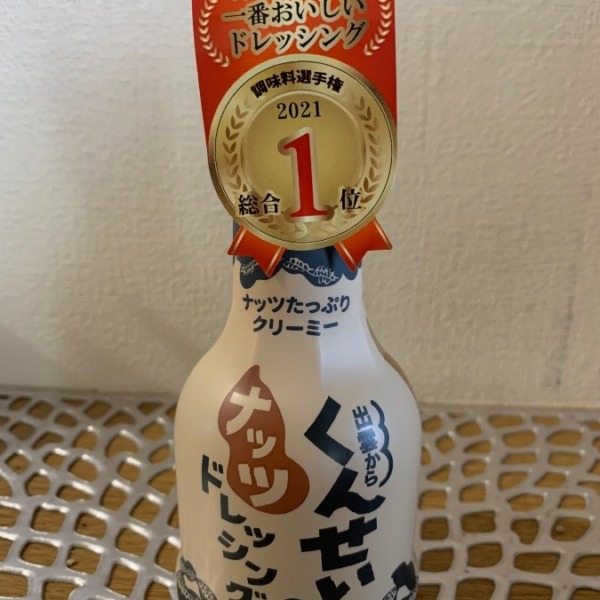 一番おいしい
ドレッシング
調味料選手権
2021
総合1位
ナッツたっぷり
クリーミー
出雲から
くんせい
ナッツ
ドレッシング